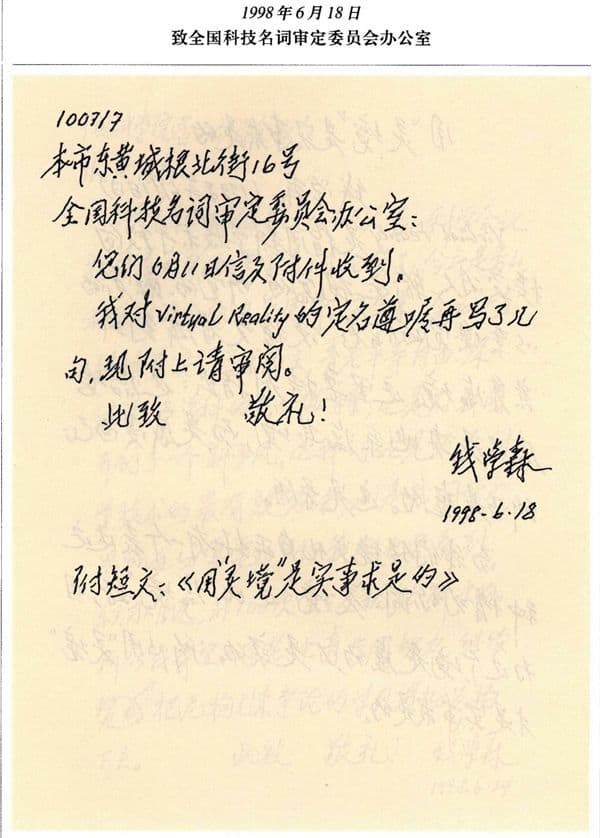 1998年6月18日
致全国科技名词审定委员会办公室
100717
本市东黄城根北街16号
全国科技名词审定委员会办公室：
您们6月11日信及附件收到。
我对Virtual Reality的定名遵嘱再写了几
句，现附上请审阅。
此致 敬礼！
钱学森
1998-6-18
附短文：《用“灵境”是实事求是的》